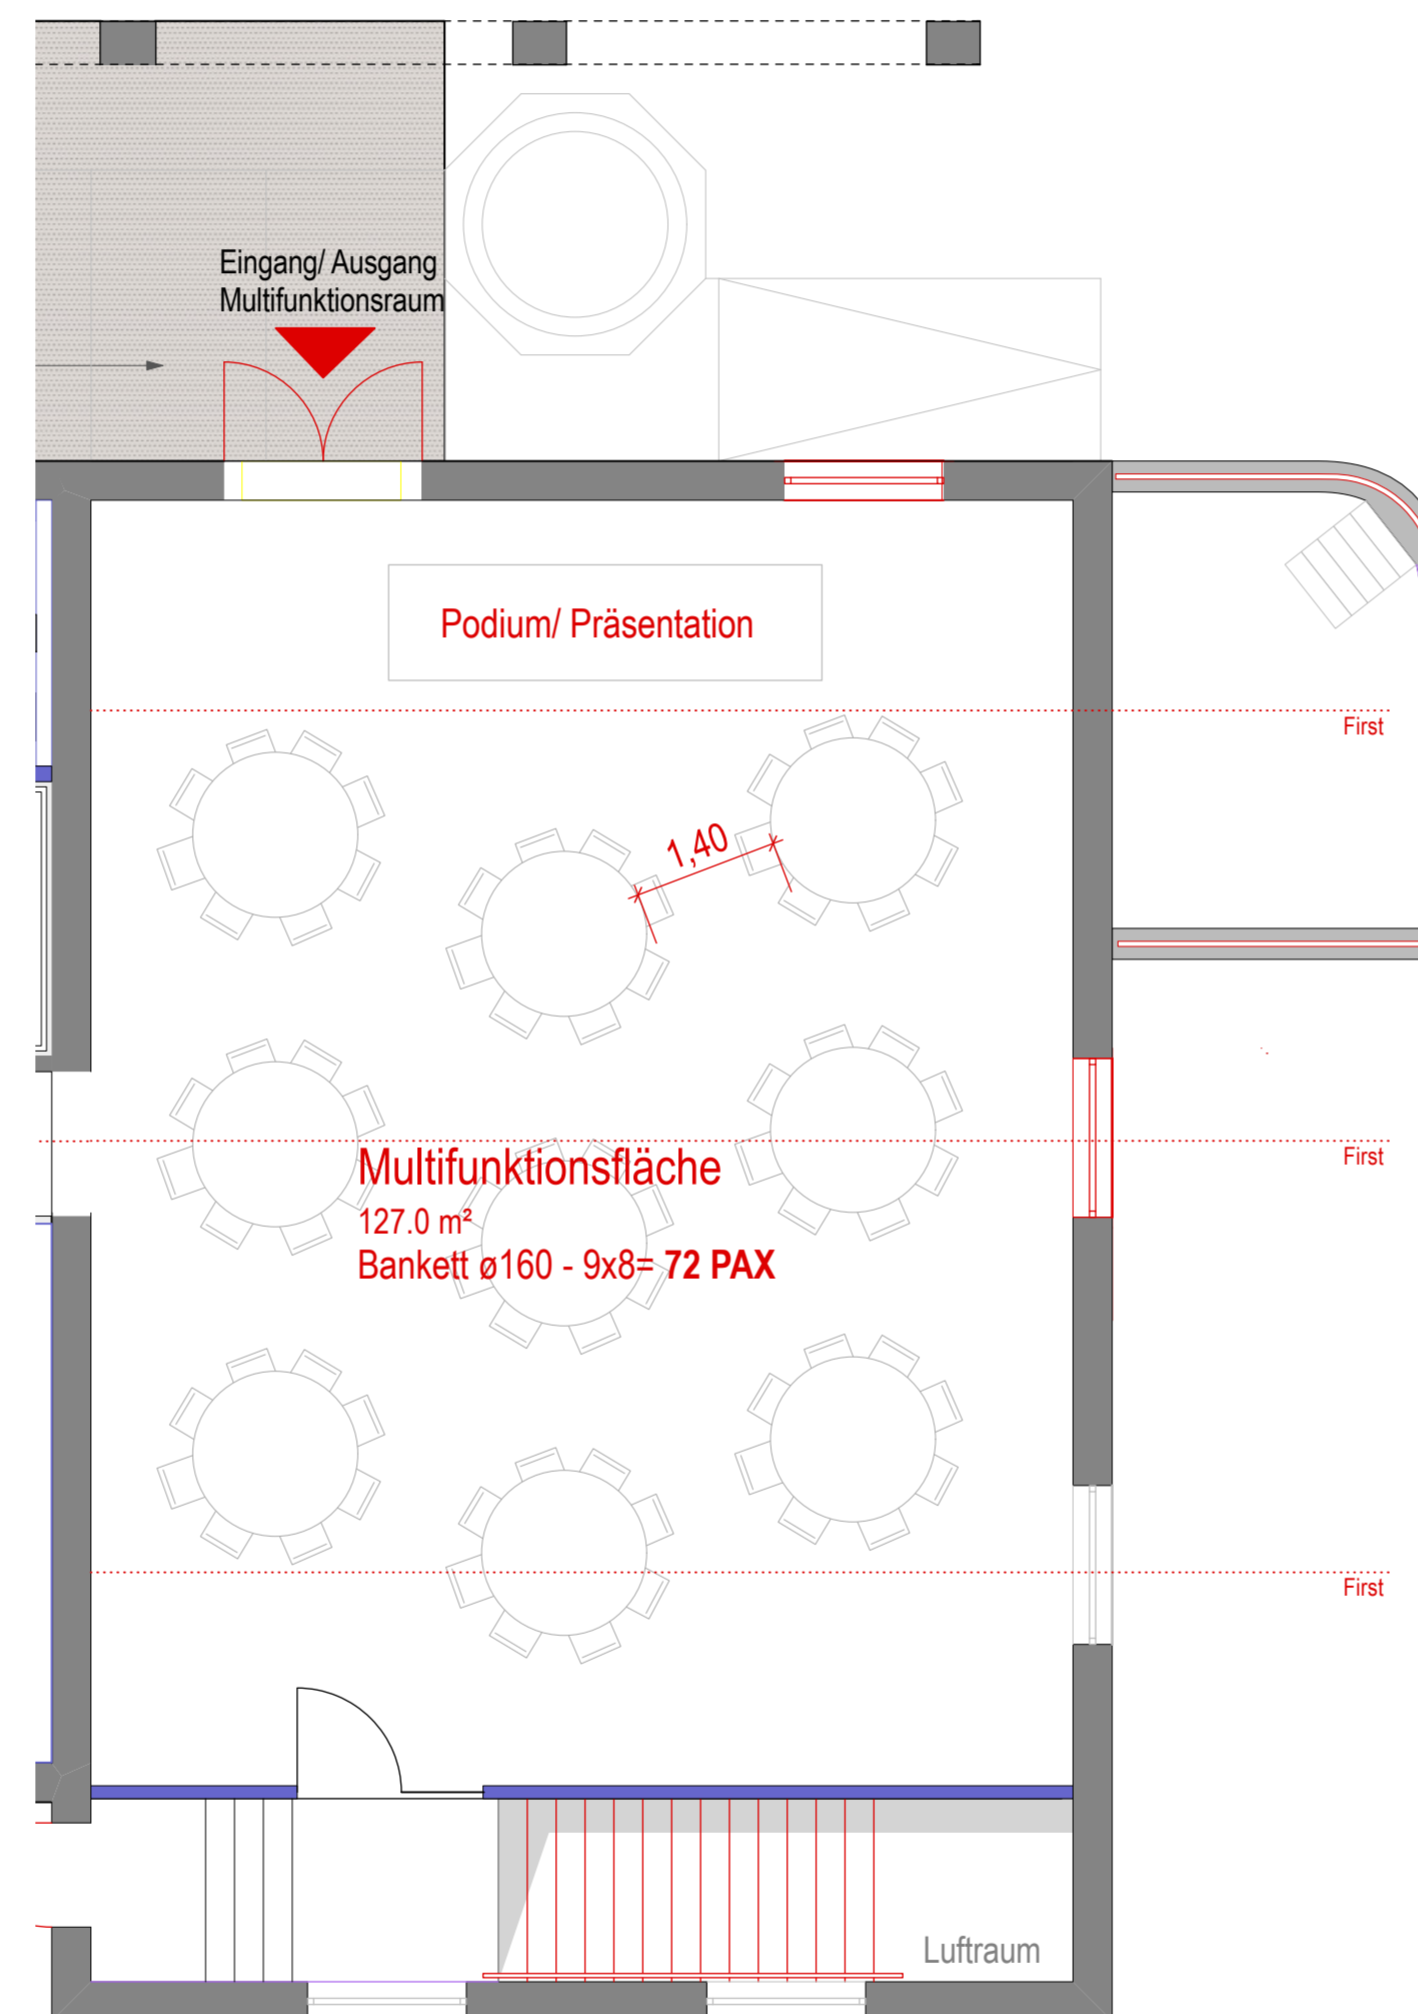 Eingang/ Ausgang
Multifunktionsraum
Podium/ Präsentation
First
1,40
First
Multifunktionsfläche
127.0 m²
Bankett ø160 - 9x8= 72 PAX
First
Luftraum